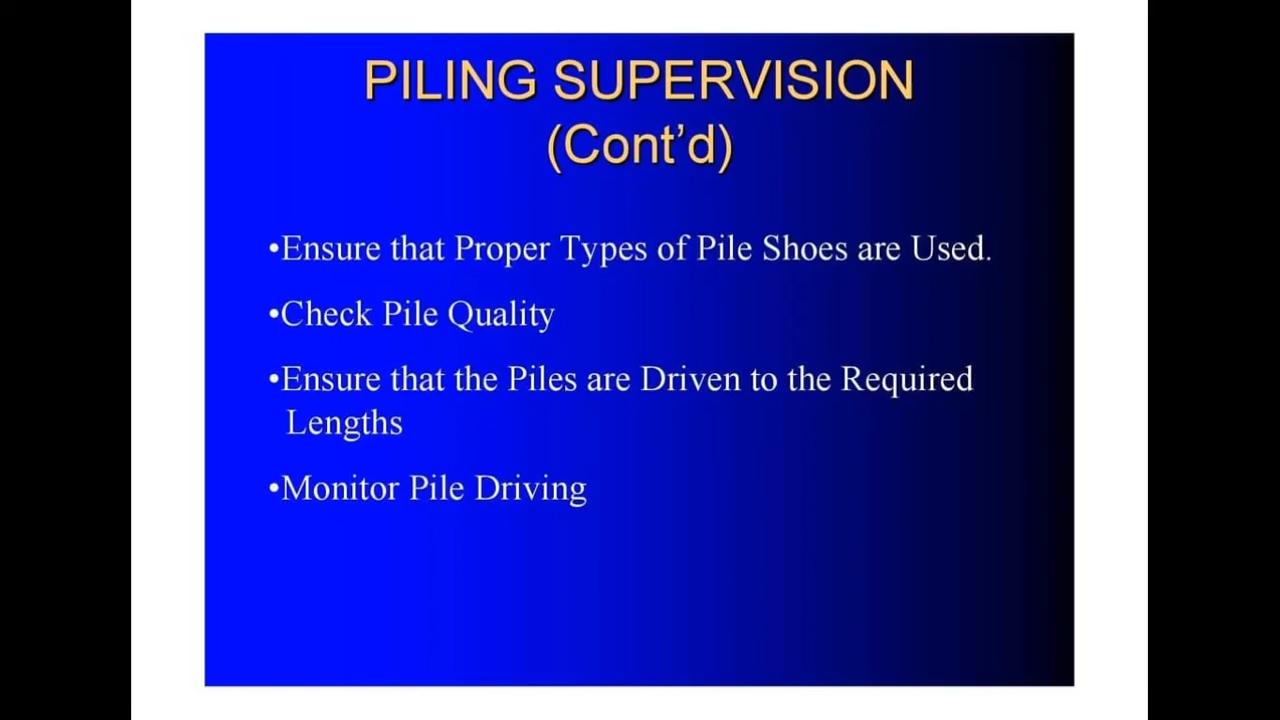 PILING SUPERVISION
(Cont’d)
•Ensure that Proper Types of Pile Shoes are Used.
•Check Pile Quality
•Ensure that the Piles are Driven to the Required
Lengths
•Monitor Pile Driving